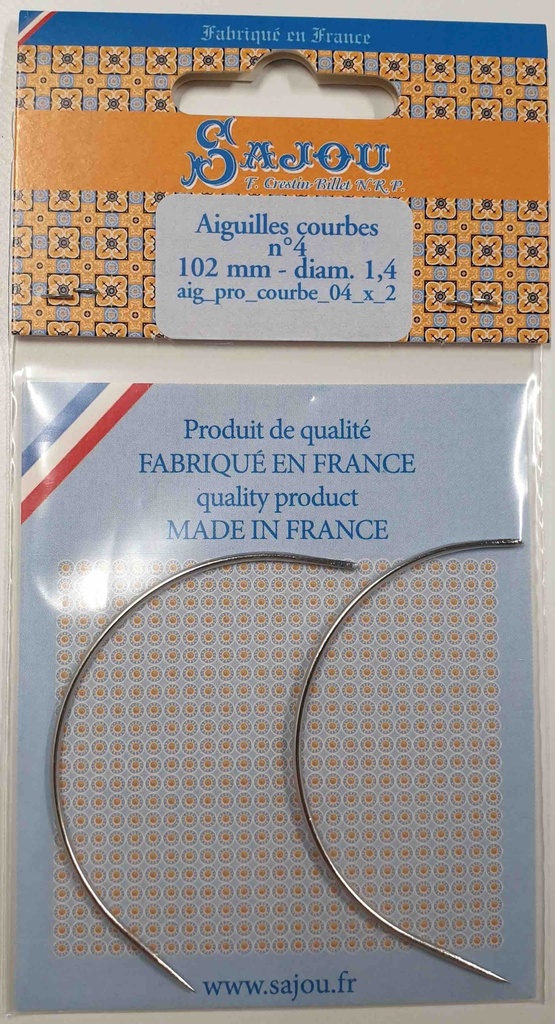 Fabriqué en France
SAJOU
F. Crestin-Billet N.R.P.
Aiguilles courbes
n°4
102 mm - diam. 1,4
aig_pro_courbe_04_x_2
Produit de qualité
FABRIQUÉ EN FRANCE
quality product
MADE IN FRANCE
www.sajou.fr